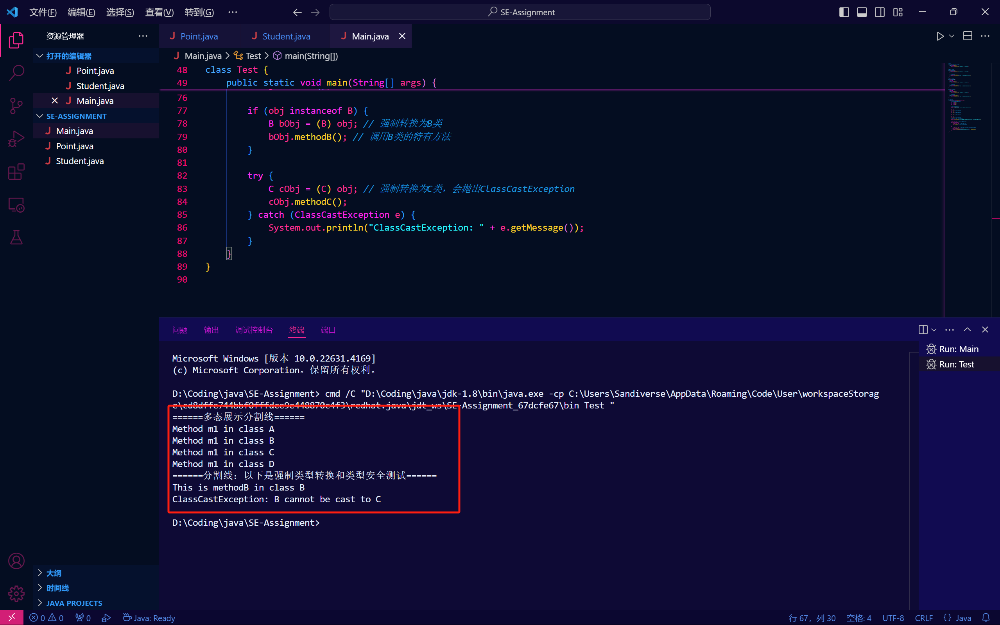 文件(F) 编辑(E) 选择(S) 查看(V) 转到(G) ···
SE-Assignment
资源管理器
打开的编辑器
Point.java
Student.java
Main.java
SE-ASSIGNMENT
Main.java
Point.java
Student.java
大纲
时间线
JAVA PROJECTS
Point.java Student.java Main.java
Main.java > Test > main(String[])
48 class Test {
49 public static void main(String[] args) {
76
77 if (obj instanceof B) {
78 B bObj = (B) obj; // 强制转换为B类
79 bObj.methodB(); // 调用B类的特有方法
80 }
81
82 try {
83 C cObj = (C) obj; // 强制转换为C类，会抛出ClassCastException
84 cObj.methodC();
85 } catch (ClassCastException e) {
86 System.out.println("ClassCastException: " + e.getMessage());
87 }
88 }
89 }
90
问题 输出 调试控制台 终端 端口
Microsoft Windows [版本 10.0.22631.4169]
(c) Microsoft Corporation。保留所有权利。
D:\Coding\java\SE-Assignment> cmd /C "D:\Coding\java\jdk-1.8\bin\java.exe -cp C:\Users\Sandiverse\AppData\Roaming\Code\User\workspaceStorag
e\cd8dffe744bbf0fffdce9e448870c4f3\redhat.java\jdt_ws\SE-Assignment_67dcfe67\bin Test "
======多态展示分割线======
Method m1 in class A
Method m1 in class B
Method m1 in class C
Method m1 in class D
======分割线：以下是强制类型转换和类型安全测试======
This is methodB in class B
ClassCastException: B cannot be cast to C
D:\Coding\java\SE-Assignment>
Run: Main
Run: Test
0 0 0 Java: Ready
行 67，列 30 空格: 4 UTF-8 CRLF {} Java